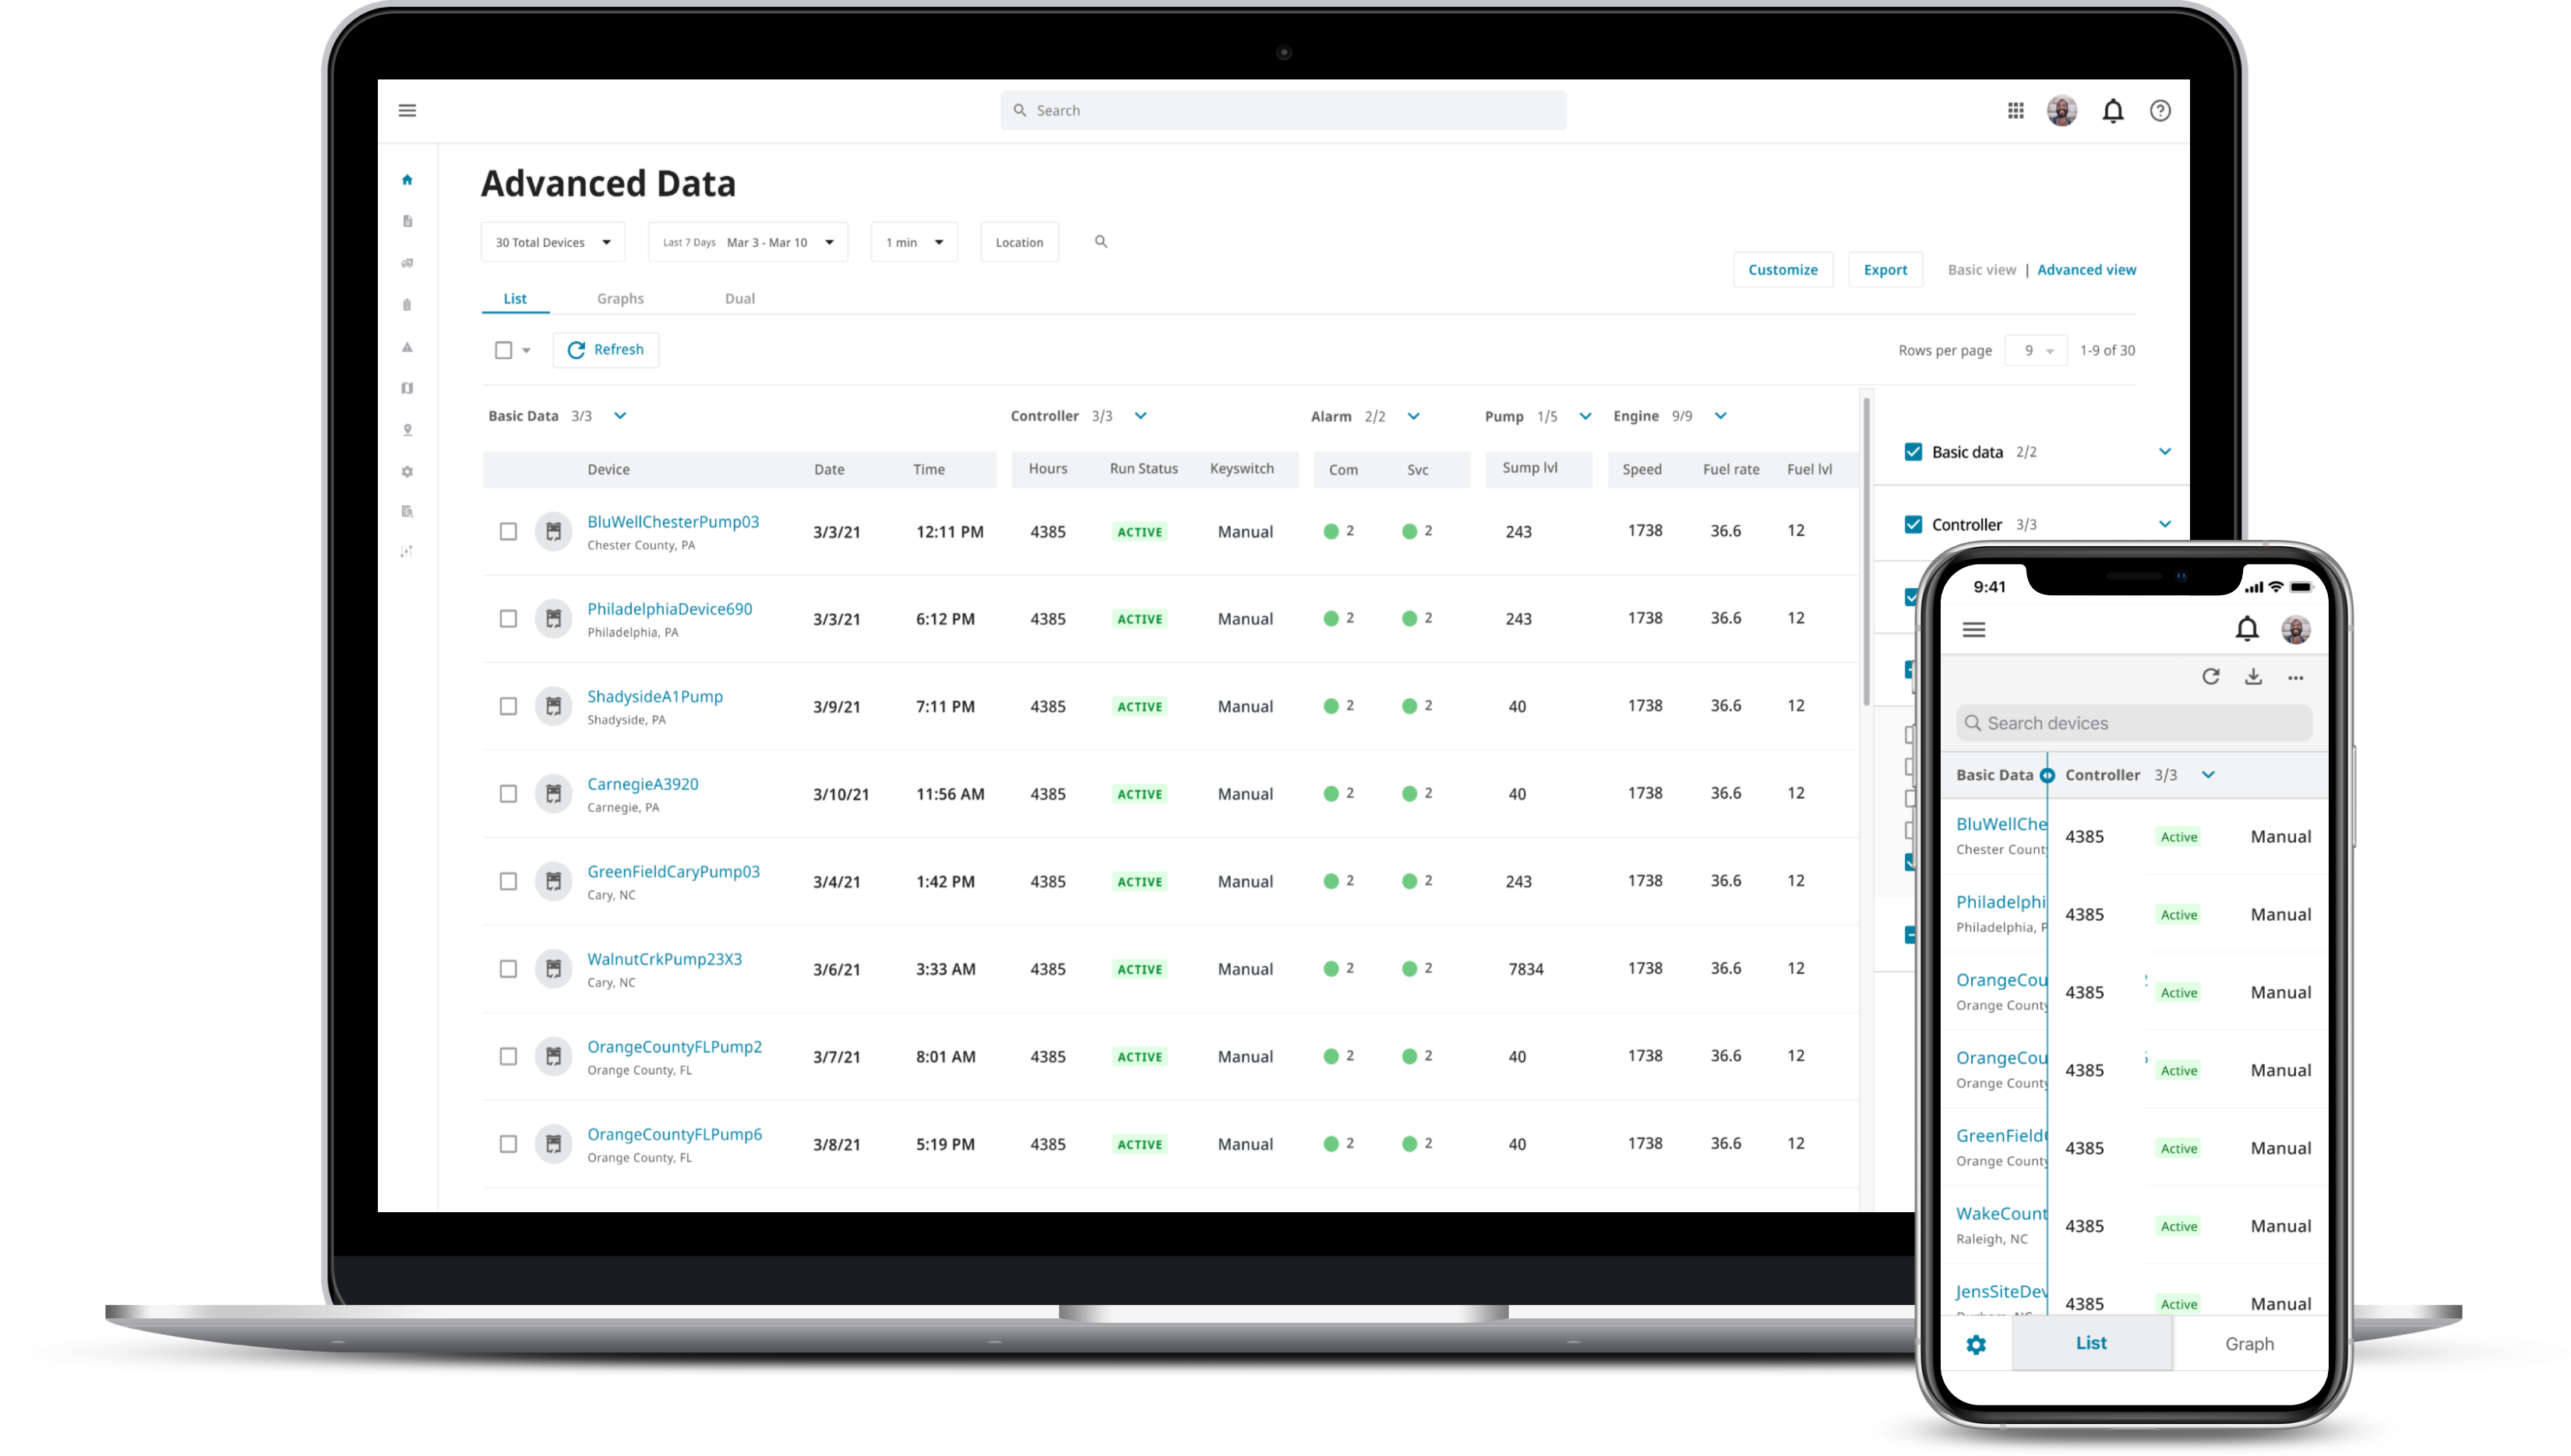 Search
Advanced Data
30 Total Devices
Last 7 Days Mar 3 - Mar 10
1 min
Location
Customize
Export
Basic view | Advanced view
List Graphs Dual
Refresh
Rows per page 9 1-9 of 30
Basic Data 3/3 Controller 3/3 Alarm 2/2 Pump 1/5 Engine 9/9
Device Date Time Hours Run Status Keyswitch Com Svc Sump lvl Speed Fuel rate Fuel lvl
BluWellChesterPump03 3/3/21 12:11 PM 4385 ACTIVE Manual 2 2 243 1738 36.6 12
Chester County, PA
PhiladelphiaDevice690 3/3/21 6:12 PM 4385 ACTIVE Manual 2 2 243 1738 36.6 12
Philadelphia, PA
ShadysideA1Pump 3/9/21 7:11 PM 4385 ACTIVE Manual 2 2 40 1738 36.6 12
Shadyside, PA
CarnegieA3920 3/10/21 11:56 AM 4385 ACTIVE Manual 2 2 40 1738 36.6 12
Carnegie, PA
GreenFieldCaryPump03 3/4/21 1:42 PM 4385 ACTIVE Manual 2 2 243 1738 36.6 12
Cary, NC
WalnutCrkPump23X3 3/6/21 3:33 AM 4385 ACTIVE Manual 2 2 7834 1738 36.6 12
Cary, NC
OrangeCountyFLPump2 3/7/21 8:01 AM 4385 ACTIVE Manual 2 2 40 1738 36.6 12
Orange County, FL
OrangeCountyFLPump6 3/8/21 5:19 PM 4385 ACTIVE Manual 2 2 40 1738 36.6 12
Orange County, FL
Basic data 2/2
Controller 3/3
9:41
Search devices
Basic Data Controller 3/3
BluWellChe 4385 Active Manual
Chester County
Philadelphi 4385 Active Manual
Philadelphia, P
OrangeCou 4385 Active Manual
Orange County
OrangeCou 4385 Active Manual
Orange County
GreenField 4385 Active Manual
Orange County
WakeCount 4385 Active Manual
Raleigh, NC
JensSiteDev 4385 Active Manual
List Graph